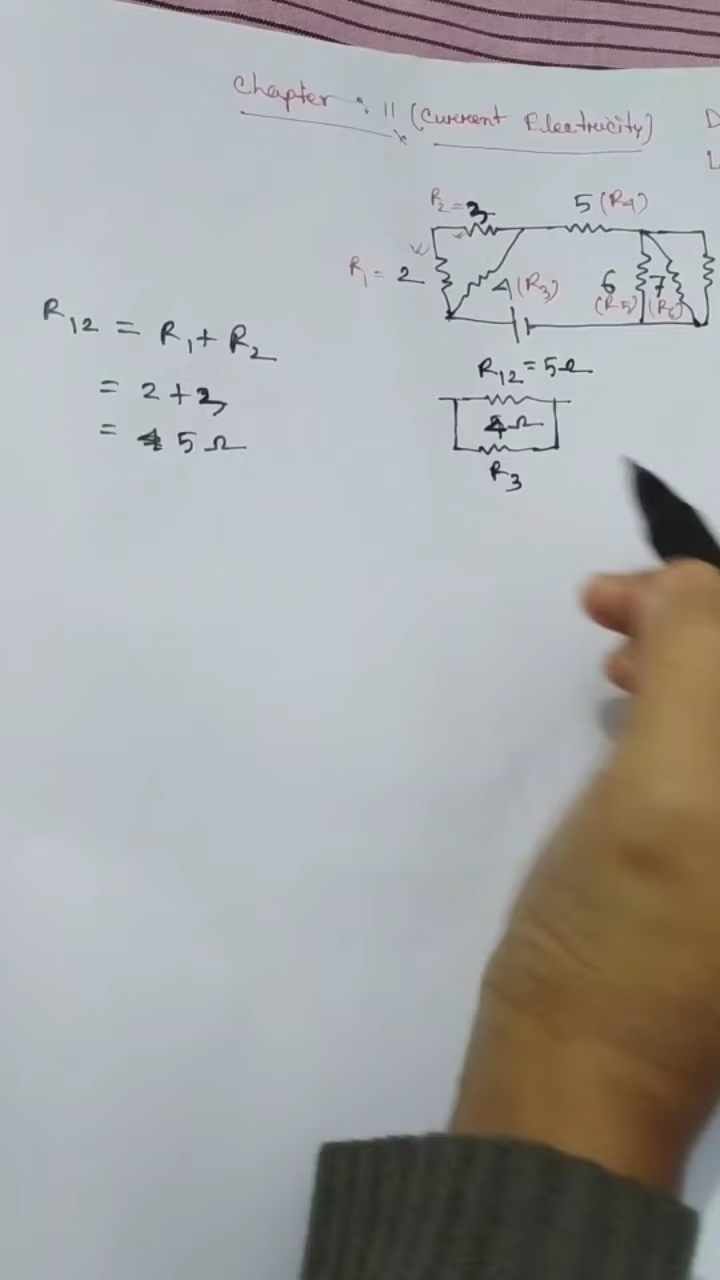 Chapter : 11 (Current Electricity)
R2 = 3
5 (R4)
R1 = 2
4 (R3)
6 (R5)
7 (R6)
R12 = R1 + R2
= 2 + 3
= 5 Ω
R12 = 5Ω
4Ω
R3